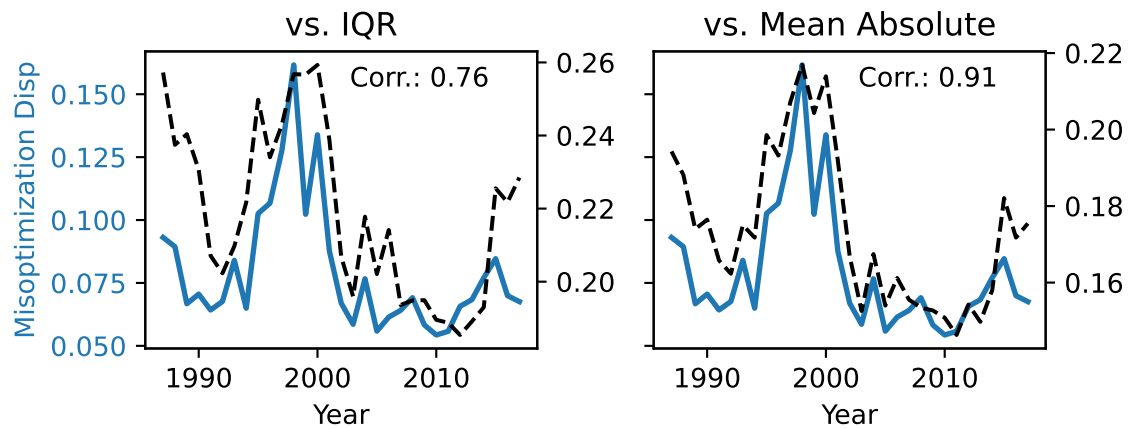 vs. IQR
Misoptimization Disp
0.150
0.125
0.100
0.075
0.050
Corr.: 0.76
0.26
0.24
0.22
0.20
1990 2000 2010
Year
vs. Mean Absolute
Corr.: 0.91
0.22
0.20
0.18
0.16
1990 2000 2010
Year